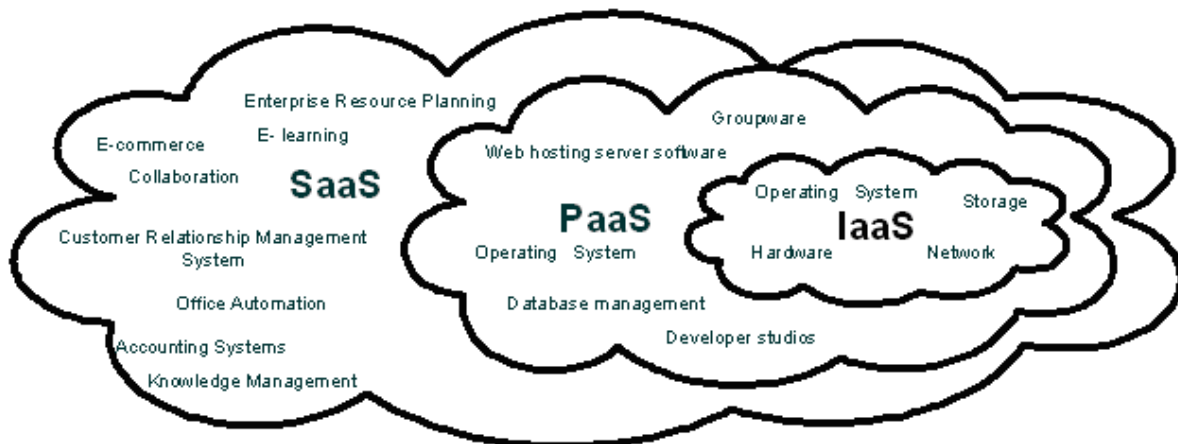 Enterprise Resource Planning
Groupware
E-commerce
E- learning
Web hosting server software
Collaboration
SaaS
Operating System
Storage
PaaS
IaaS
Customer Relationship Management
System
Operating System
Hardware
Network
Office Automation
Database management
Developer studios
Accounting Systems
Knowledge Management